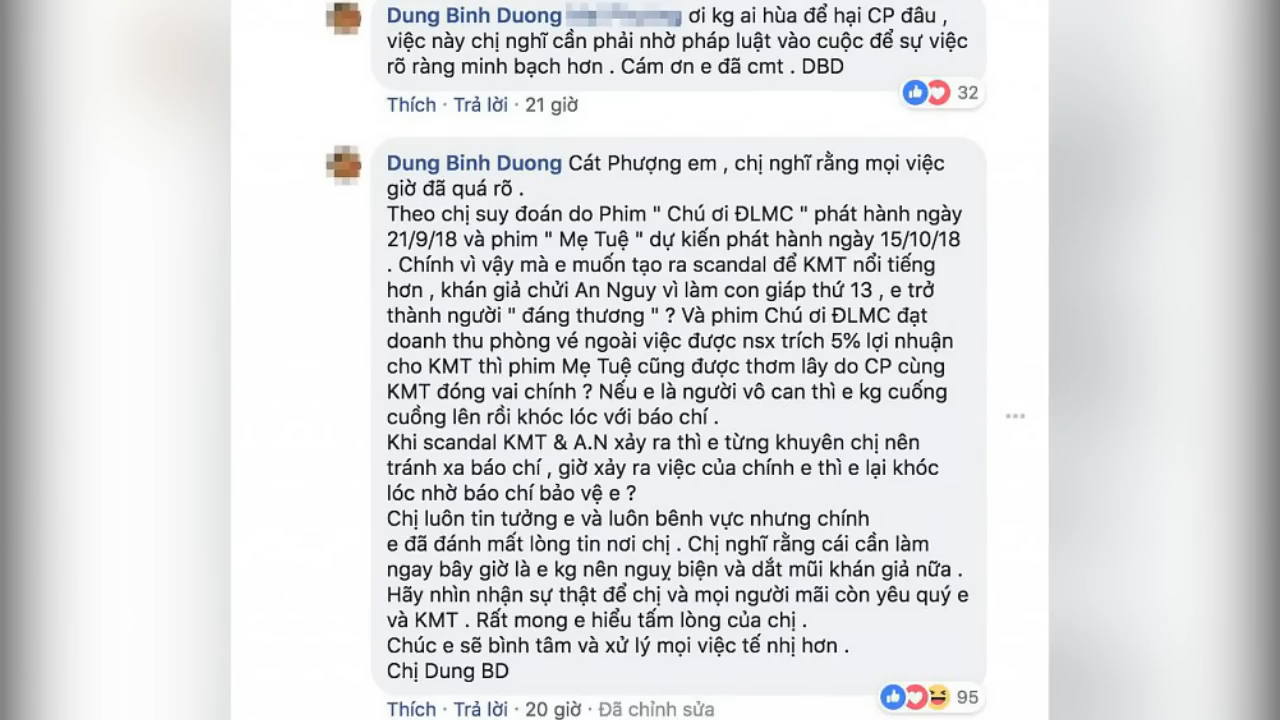 Dung Binh Duong ơi kg ai hùa để hại CP đâu ,
việc này chị nghĩ cần phải nhờ pháp luật vào cuộc để sự việc
rõ ràng minh bạch hơn . Cám ơn e đã cmt . DBD
32
Thích · Trả lời · 21 giờ
Dung Binh Duong Cát Phượng em , chị nghĩ rằng mọi việc
giờ đã quá rõ .
Theo chị suy đoán do Phim " Chú ơi ĐLMC " phát hành ngày
21/9/18 và phim " Mẹ Tuệ " dự kiến phát hành ngày 15/10/18
. Chính vì vậy mà e muốn tạo ra scandal để KMT nổi tiếng
hơn , khán giả chửi An Nguy vì làm con giáp thứ 13 , e trở
thành người " đáng thương " ? Và phim Chú ơi ĐLMC đạt
doanh thu phòng vé ngoài việc được nsx trích 5% lợi nhuận
cho KMT thì phim Mẹ Tuệ cũng được thơm lây do CP cùng
KMT đóng vai chính ? Nếu e là người vô can thì e kg cuống
cuồng lên rồi khóc lóc với báo chí .
Khi scandal KMT & A.N xảy ra thì e từng khuyên chị nên
tránh xa báo chí , giờ xảy ra việc của chính e thì e lại khóc
lóc nhờ báo chí bảo vệ e ?
Chị luôn tin tưởng e và luôn bênh vực nhưng chính
e đã đánh mất lòng tin nơi chị . Chị nghĩ rằng cái cần làm
ngay bây giờ là e kg nên nguỵ biện và dắt mũi khán giả nữa .
Hãy nhìn nhận sự thật để chị và mọi người mãi còn yêu quý e
và KMT . Rất mong e hiểu tấm lòng của chị .
Chúc e sẽ bình tâm và xử lý mọi việc tế nhị hơn .
Chị Dung BD
95
Thích · Trả lời · 20 giờ · Đã chỉnh sửa